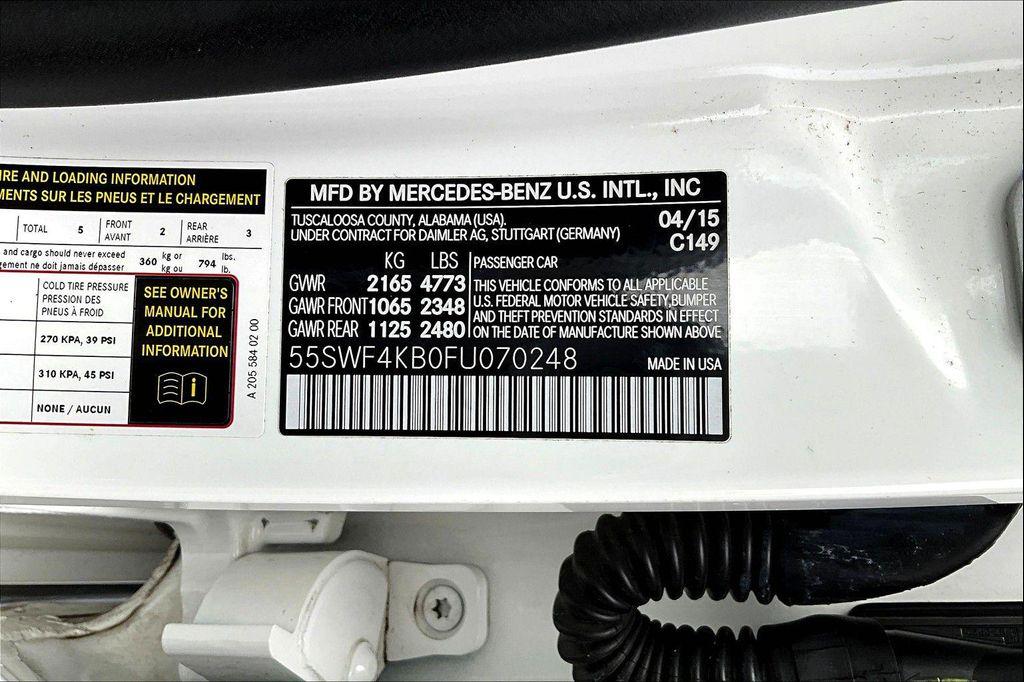 IRE AND LOADING INFORMATION
MENTS SUR LES PNEUS ET LE CHARGEMENT
TOTAL 5 FRONT AVANT 2 REAR ARRIÈRE 3
and cargo should never exceed 360 kg or 794 lbs.
gement ne doit jamais dépasser kg ou lb.
COLD TIRE PRESSURE
PRESSION DES
PNEUS À FROID
270 KPA, 39 PSI
310 KPA, 45 PSI
NONE / AUCUN
SEE OWNER'S
MANUAL FOR
ADDITIONAL
INFORMATION
A 205 584 02 00
MFD BY MERCEDES-BENZ U.S. INTL., INC
TUSCALOOSA COUNTY, ALABAMA (USA). 04/15
UNDER CONTRACT FOR DAIMLER AG, STUTTGART (GERMANY) C149
KG LBS
GVWR 2165 4773
GAWR FRONT 1065 2348
GAWR REAR 1125 2480
PASSENGER CAR
THIS VEHICLE CONFORMS TO ALL APPLICABLE
U.S. FEDERAL MOTOR VEHICLE SAFETY, BUMPER
AND THEFT PREVENTION STANDARDS IN EFFECT
ON THE DATE OF MANUFACTURE SHOWN ABOVE
55SWF4KB0FU070248 MADE IN USA